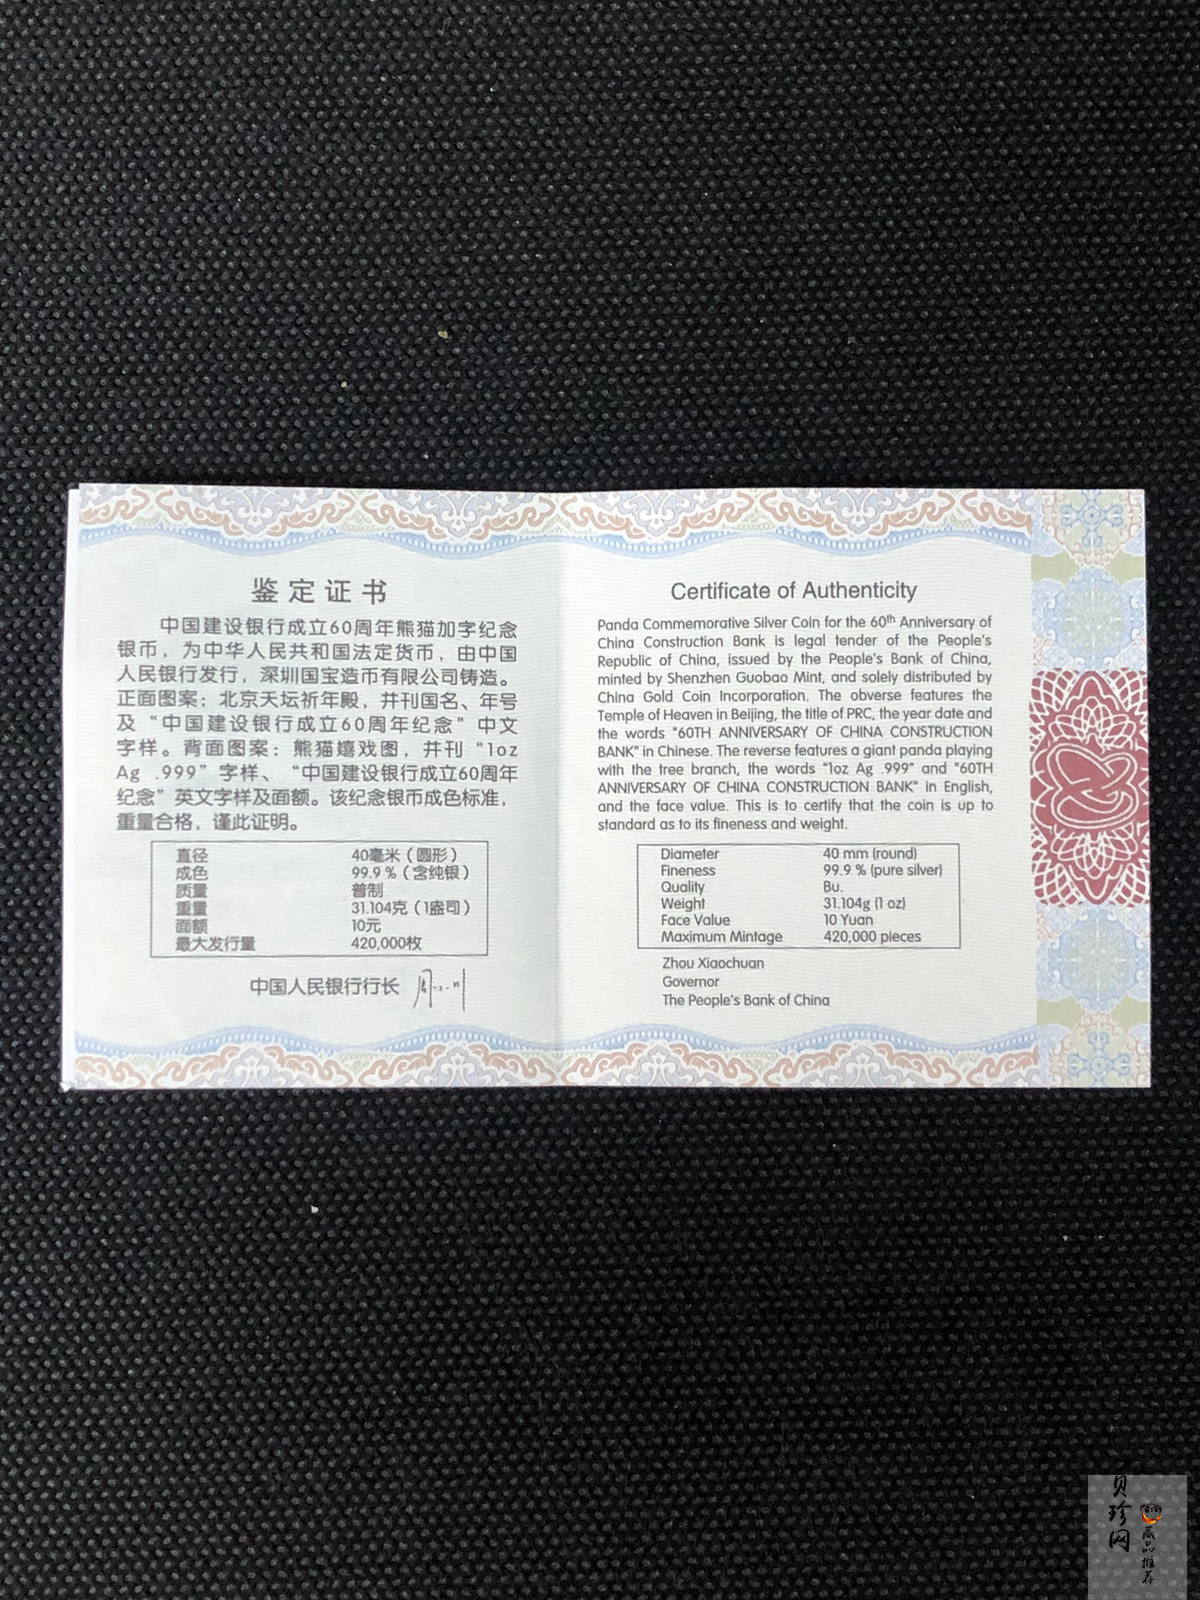 鉴定证书
中国建设银行成立60周年熊猫加字纪念
银币，为中华人民共和国法定货币，由中国
人民银行发行，深圳国宝造币有限公司铸造。
正面图案：北京天坛祈年殿，并刊国名、年号
及“中国建设银行成立60周年纪念”中文
字样。背面图案：熊猫嬉戏图，并刊“1oz
Ag .999”字样、“中国建设银行成立60周年
纪念”英文字样及面额。该纪念银币成色标准，
重量合格，谨此证明。
直径 40毫米（圆形）
成色 99.9％（含纯银）
质量 普制
重量 31.104克（1盎司）
面额 10元
最大发行量 420,000枚
中国人民银行行长
Certificate of Authenticity
Panda Commemorative Silver Coin for the 60th Anniversary of
China Construction Bank is legal tender of the People's
Republic of China, issued by the People's Bank of China,
minted by Shenzhen Guobao Mint, and solely distributed by
China Gold Coin Incorporation. The obverse features the
Temple of Heaven in Beijing, the title of PRC, the year date and
the words "60TH ANNIVERSARY OF CHINA CONSTRUCTION
BANK" in Chinese. The reverse features a giant panda playing
with the tree branch, the words "1oz Ag .999" and "60TH
ANNIVERSARY OF CHINA CONSTRUCTION BANK" in English,
and the face value. This is to certify that the coin is up to
standard as to its fineness and weight.
Diameter 40 mm (round)
Fineness 99.9 % (pure silver)
Quality Bu.
Weight 31.104g (1 oz)
Face Value 10 Yuan
Maximum Mintage 420,000 pieces
Zhou Xiaochuan
Governor
The People's Bank of China
贝珍网
藏品推荐